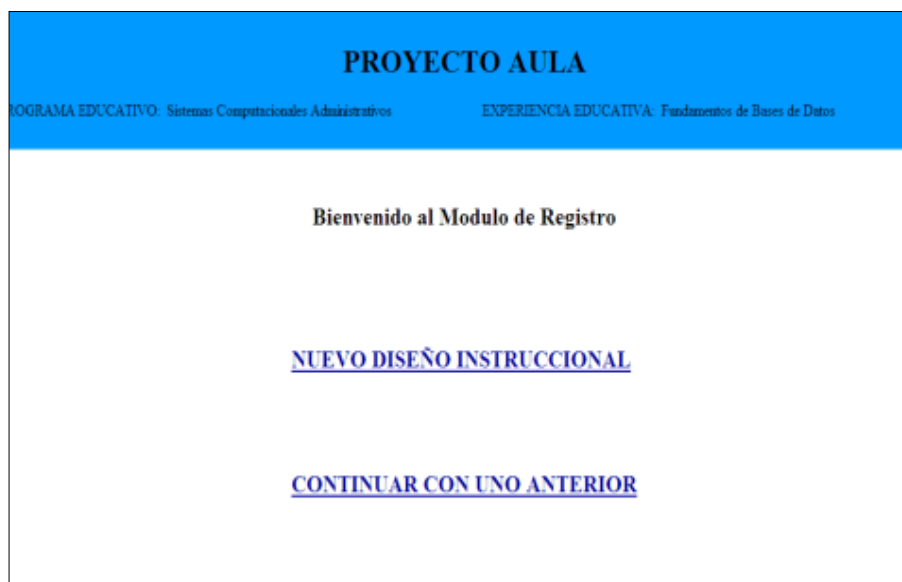 PROYECTO AULA
ROGRAMA EDUCATIVO: Sistemas Computacionales Administrativos EXPERIENCIA EDUCATIVA: Fundamentos de Bases de Datos
Bienvenido al Modulo de Registro
NUEVO DISEÑO INSTRUCCIONAL
CONTINUAR CON UNO ANTERIOR